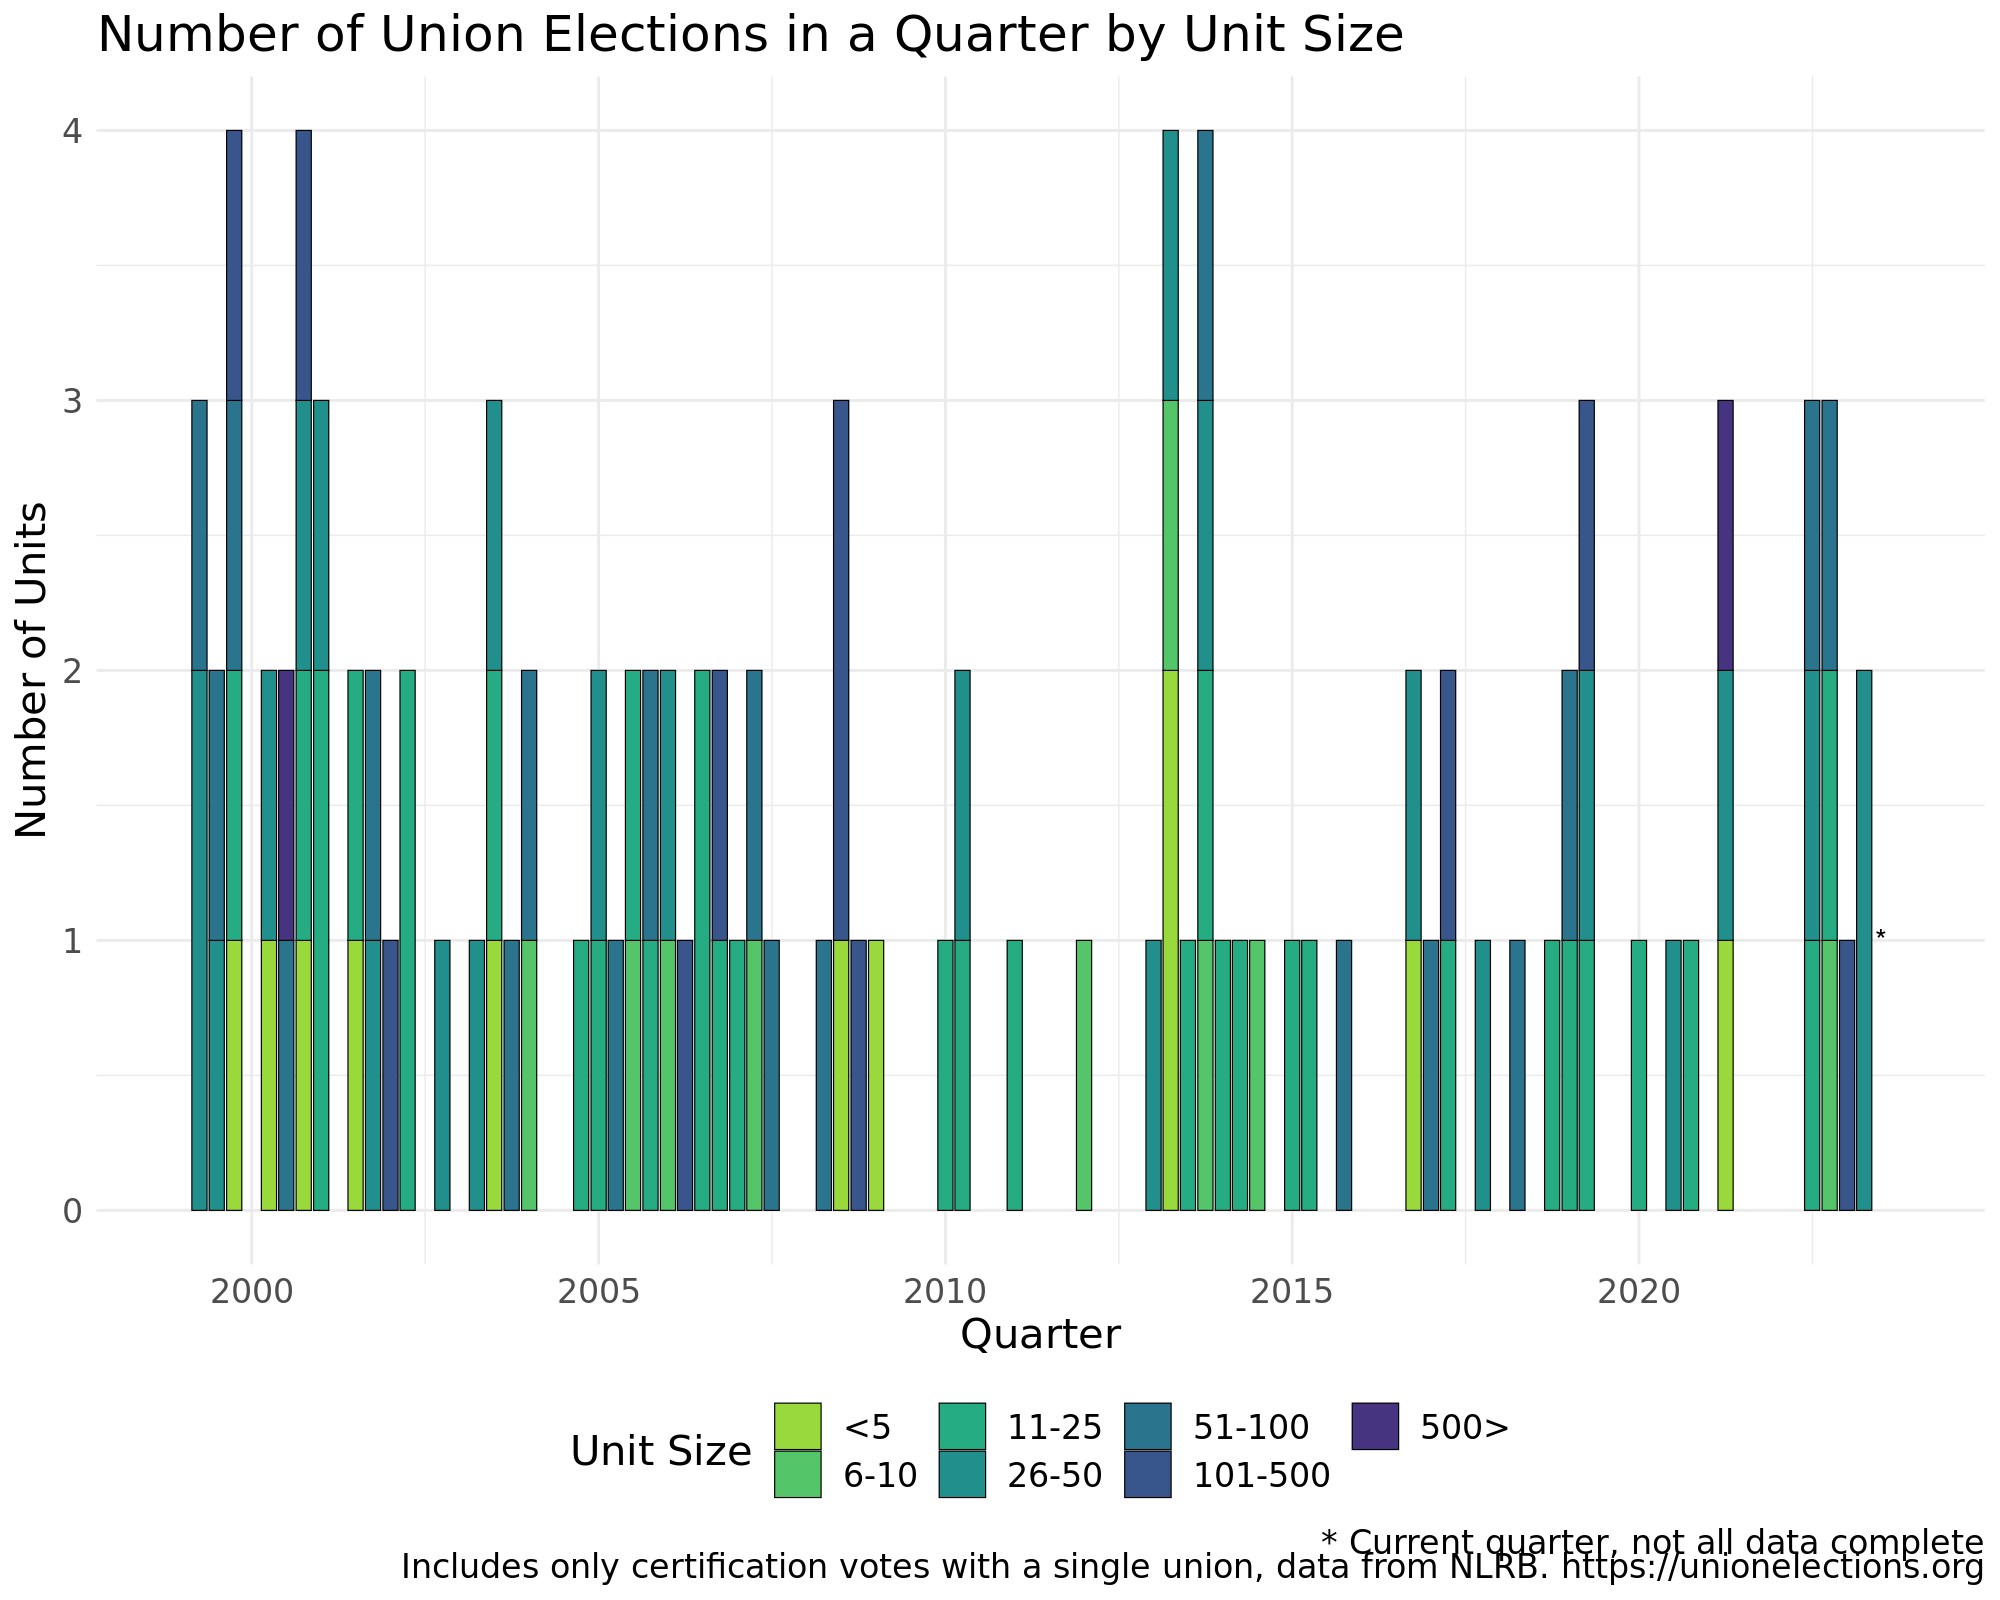 Number of Union Elections in a Quarter by Unit Size
4
3
2
1
0
Number of Units
*
2000 2005 2010 2015 2020
Quarter
Unit Size
<5 11-25 51-100 500>
6-10 26-50 101-500
* Current quarter, not all data complete
Includes only certification votes with a single union, data from NLRB. https://unionelections.org